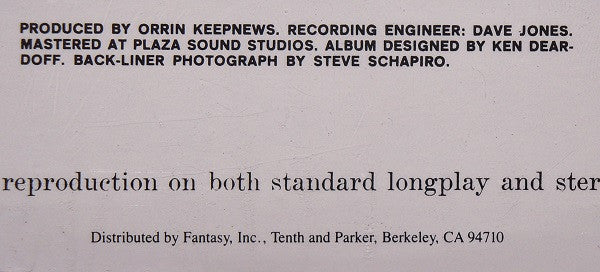 PRODUCED BY ORRIN KEEPNEWS. RECORDING ENGINEER: DAVE JONES.
MASTERED AT PLAZA SOUND STUDIOS. ALBUM DESIGNED BY KEN DEAR-
DOFF. BACK-LINER PHOTOGRAPH BY STEVE SCHAPIRO.
reproduction on both standard longplay and ster
Distributed by Fantasy, Inc., Tenth and Parker, Berkeley, CA 94710